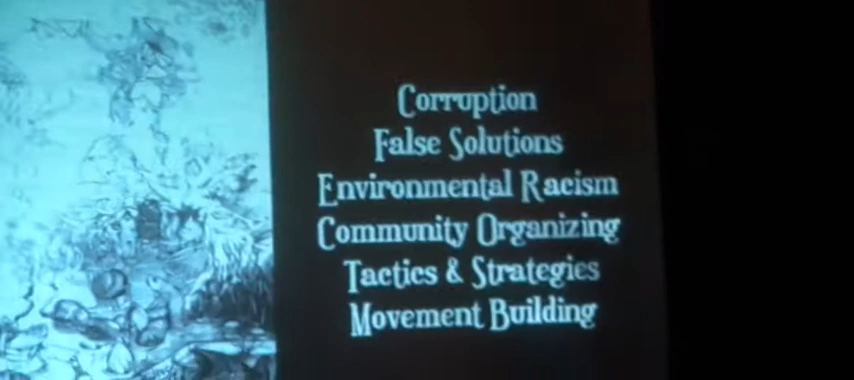 Corruption
False Solutions
Environmental Racism
Community Organizing
Tactics & Strategies
Movement Building